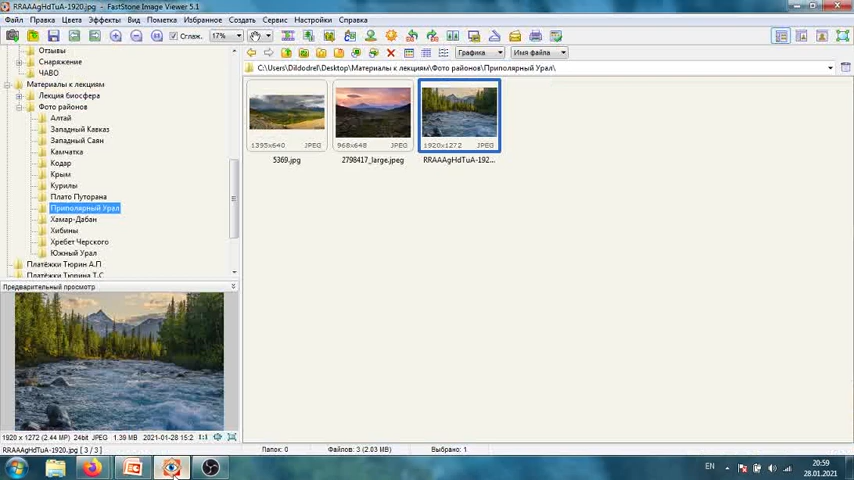 RRAAAgHdTuA-1920.jpg - FastStone Image Viewer 5.1
Файл Правка Цвета Эффекты Вид Пометка Избранное Создать Сервис Настройки Справка
Сглаж. 17%
Графика Имя файла
C:\Users\Dildodrel\Desktop\Материалы к лекциям\Фото районов\Приполярный Урал\
Отзывы
Снаряжение
ЧАВО
Материалы к лекциям
Лекция биосфера
Фото районов
Алтай
Западный Кавказ
Западный Саян
Камчатка
Кодар
Крым
Курилы
Плато Путорана
Приполярный Урал
Хамар-Дабан
Хибины
Хребет Черского
Южный Урал
Платёжки Тюрин А.П
Платёжки Тюрина Т.С
1395x640 JPEG
5369.jpg
968x648 JPEG
2798417_large.jpeg
1920x1272 JPEG
RRAAAgHdTuA-192...
Предварительный просмотр
1920 x 1272 (2.44 MP) 24bit JPEG 1.39 MB 2021-01-28 15:2 1:1
RRAAAgHdTuA-1920.jpg [ 3 / 3 ]
Папок: 0 Файлов: 3 (2.03 MB) Выбрано: 1
EN
20:59
28.01.2021